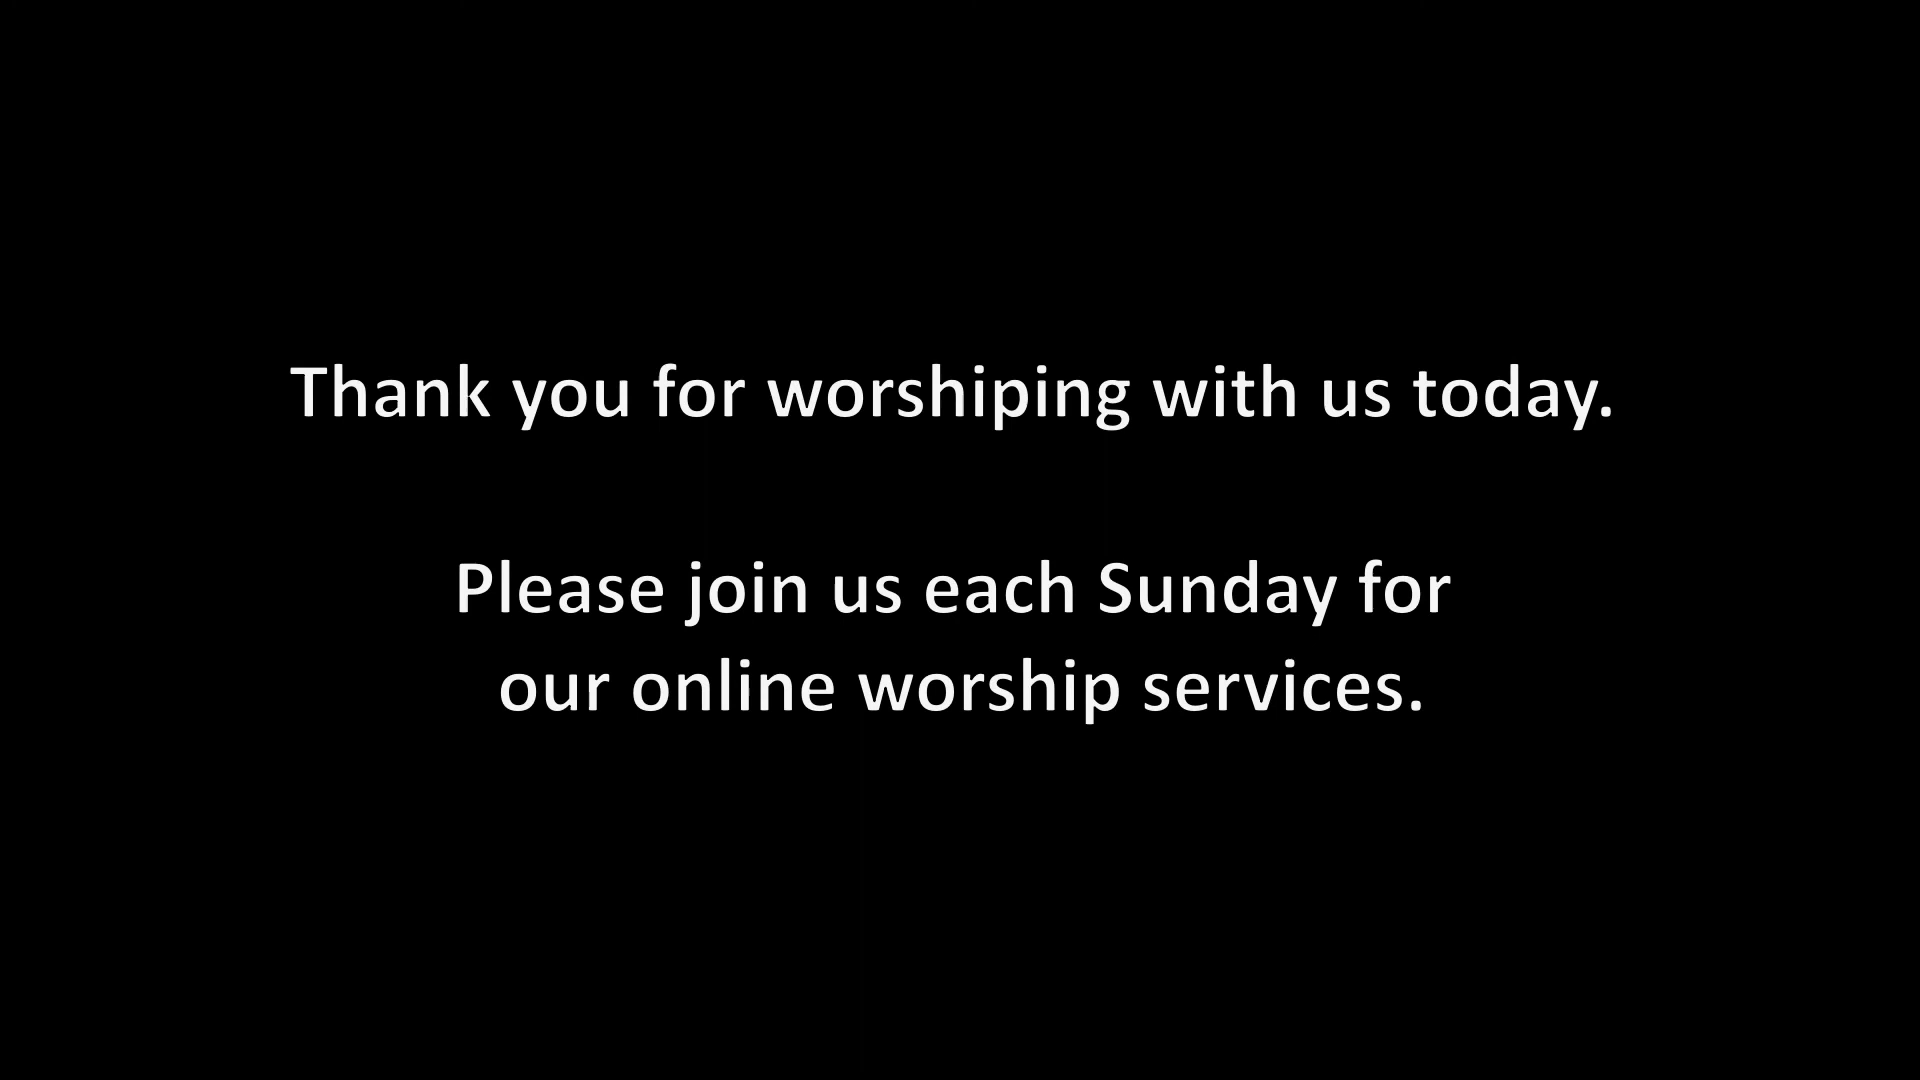 Thank you for worshiping with us today.
Please join us each Sunday for
our online worship services.